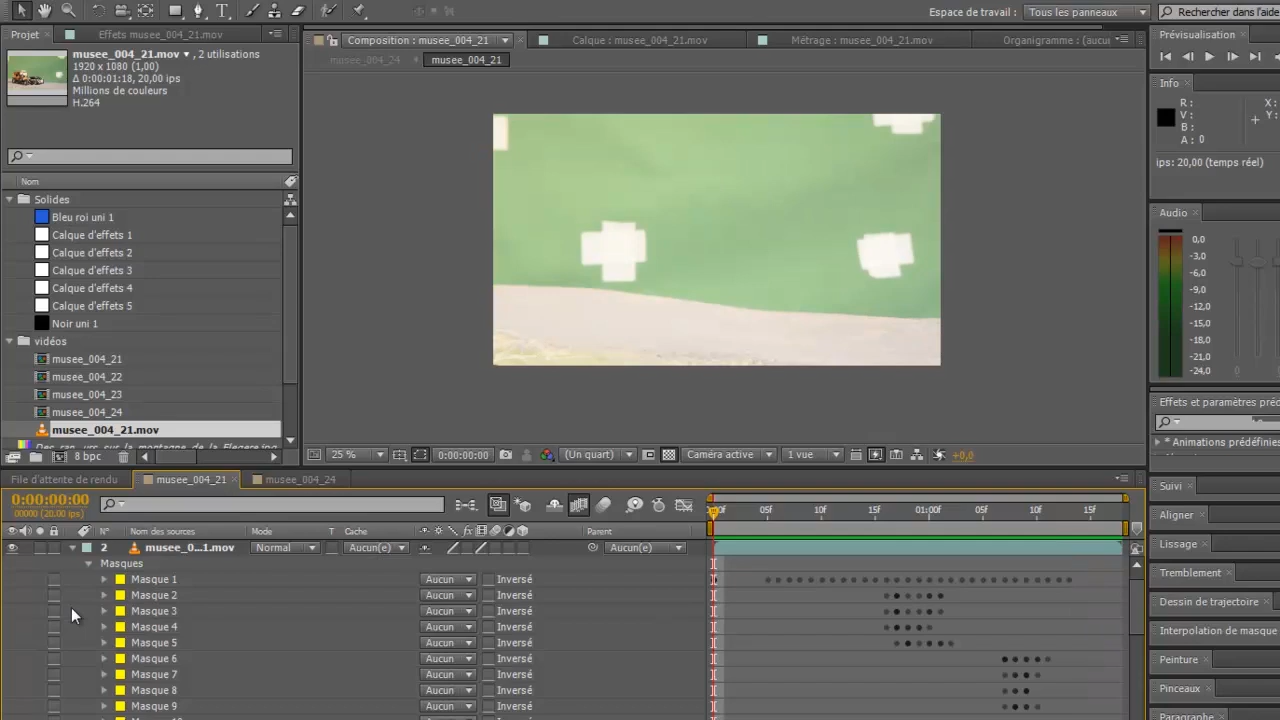 Espace de travail : Tous les panneaux
Rechercher dans l'aide
Projet
Effets musee_004_21.mov
Composition : musee_004_21
Calque : musee_004_21.mov
Métrage : musee_004_21.mov
Organigramme : (aucu
Prévisualisation
musee_004_21.mov , 2 utilisations
1920 x 1080 (1,00)
Δ 0:00:01:18, 20,00 ips
Millions de couleurs
H.264
musee_004_24
musee_004_21
Info
R :
V :
B :
A : 0
X :
Y :
ips: 20,00 (temps réel)
Nom
Solides
Bleu roi uni 1
Calque d'effets 1
Calque d'effets 2
Calque d'effets 3
Calque d'effets 4
Calque d'effets 5
Noir uni 1
vidéos
musee_004_21
musee_004_22
musee_004_23
musee_004_24
musee_004_21.mov
8 bpc
Audio
0,0
-3,0
-6,0
-9,0
-12,0
-15,0
-18,0
-21,0
-24,0
0
0
Effets et paramètres préd
* Animations prédéfinies
25 %
0:00:00:00
(Un quart)
Caméra active
1 vue
+0,0
File d'attente de rendu
musee_004_21
musee_004_24
0:00:00:00
00000 (20.00 ips)
05f
10f
15f
01:00f
05f
10f
15f
N°
Nom des sources
Mode
T
Cache
fx
Parent
2
musee_0...1.mov
Normal
Aucun(e)
Aucun(e)
Masques
Masque 1
Aucun
Inversé
Masque 2
Aucun
Inversé
Masque 3
Aucun
Inversé
Masque 4
Aucun
Inversé
Masque 5
Aucun
Inversé
Masque 6
Aucun
Inversé
Masque 7
Aucun
Inversé
Masque 8
Aucun
Inversé
Masque 9
Aucun
Inversé
Suivi
Aligner
Lissage
Tremblement
Dessin de trajectoire
Interpolation de masque
Peinture
Pinceaux
Paragraphe